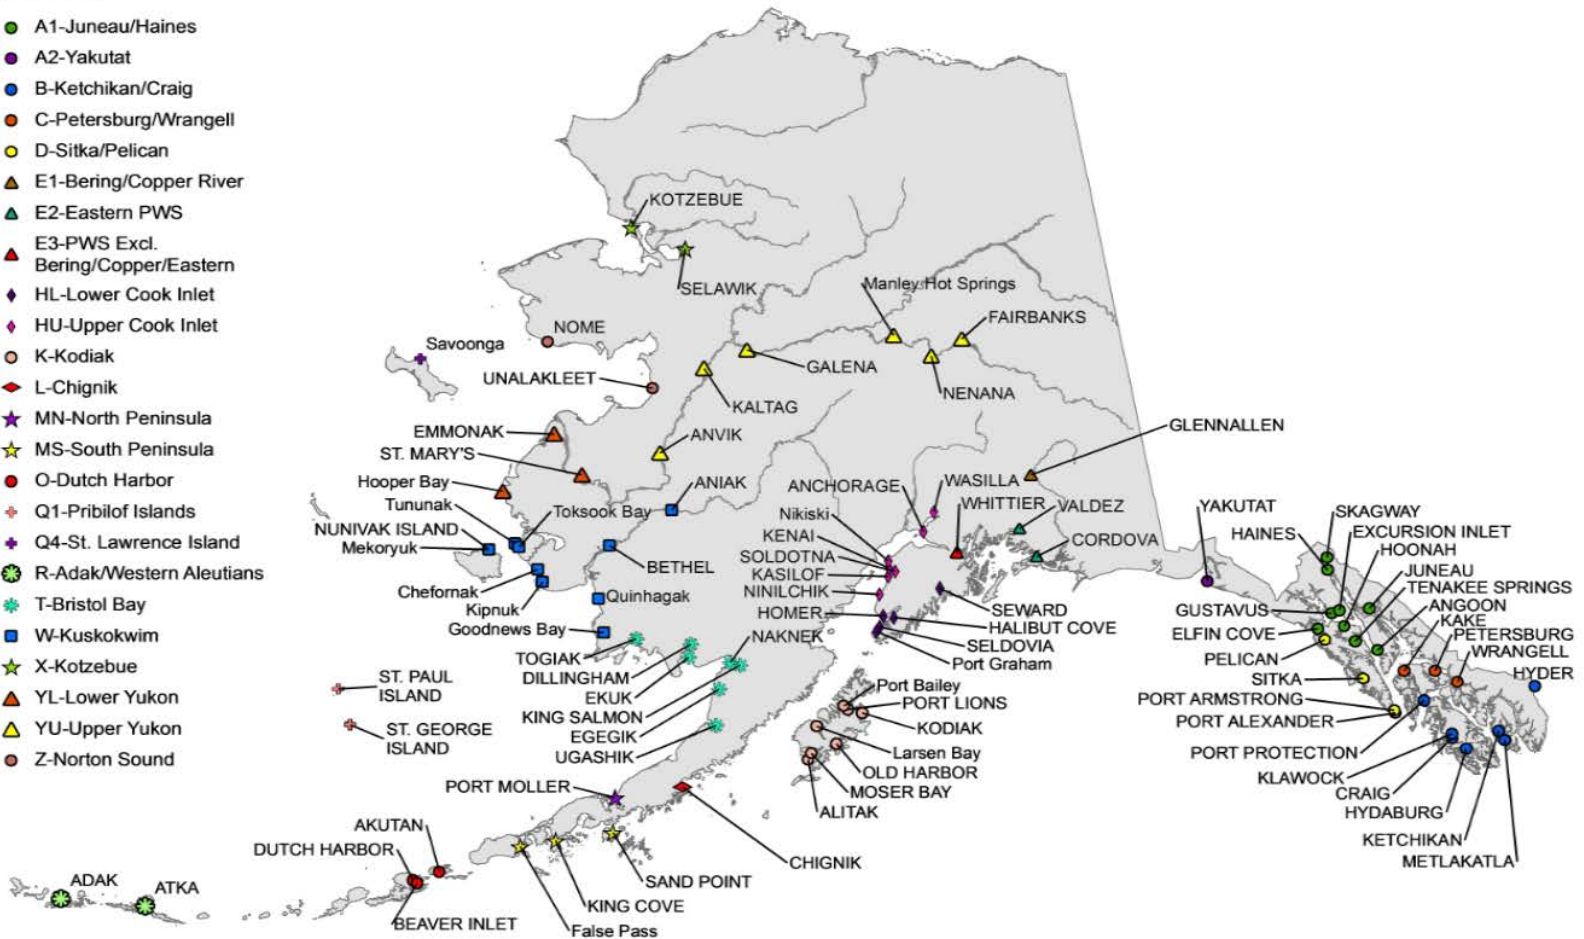 A1-Juneau/Haines
A2-Yakutat
B-Ketchikan/Craig
C-Petersburg/Wrangell
D-Sitka/Pelican
E1-Bering/Copper River
E2-Eastern PWS
E3-PWS Excl.
Bering/Copper/Eastern
HL-Lower Cook Inlet
HU-Upper Cook Inlet
K-Kodiak
L-Chignik
MN-North Peninsula
MS-South Peninsula
O-Dutch Harbor
Q1-Pribilof Islands
Q4-St. Lawrence Island
R-Adak/Western Aleutians
T-Bristol Bay
W-Kuskokwim
X-Kotzebue
YL-Lower Yukon
YU-Upper Yukon
Z-Norton Sound
KOTZEBUE
SELAWIK
Manley Hot Springs
FAIRBANKS
NOME
Savoonga
GALENA
UNALAKLEET
NENANA
KALTAG
GLENNALLEN
EMMONAK
ANVIK
ST. MARY'S
Hooper Bay
ANIAK
ANCHORAGE
WASILLA
Tununak
Toksook Bay
WHITTIER
VALDEZ
YAKUTAT
SKAGWAY
Nikiski
NUNIVAK ISLAND
Mekoryuk
KENAI
CORDOVA
HAINES
EXCURSION INLET
HOONAH
SOLDOTNA
BETHEL
KASILOF
JUNEAU
Chefornak
NINILCHIK
TENAKEE SPRINGS
Kipnuk
Quinhagak
HOMER
SEWARD
GUSTAVUS
ANGOON
KAKE
Goodnews Bay
NAKNEK
HALIBUT COVE
ELFIN COVE
PETERSBURG
TOGIAK
SELDOVIA
PELICAN
WRANGELL
Port Graham
ST. PAUL
ISLAND
DILLINGHAM
SITKA
HYDER
EKUK
Port Bailey
PORT LIONS
PORT ARMSTRONG
KING SALMON
PORT ALEXANDER
ST. GEORGE
ISLAND
EGEGIK
KODIAK
UGASHIK
Larsen Bay
PORT PROTECTION
OLD HARBOR
KLAWOCK
PORT MOLLER
MOSER BAY
CRAIG
ALITAK
HYDABURG
AKUTAN
KETCHIKAN
DUTCH HARBOR
CHIGNIK
METLAKATLA
ADAK
ATKA
SAND POINT
KING COVE
BEAVER INLET
False Pass